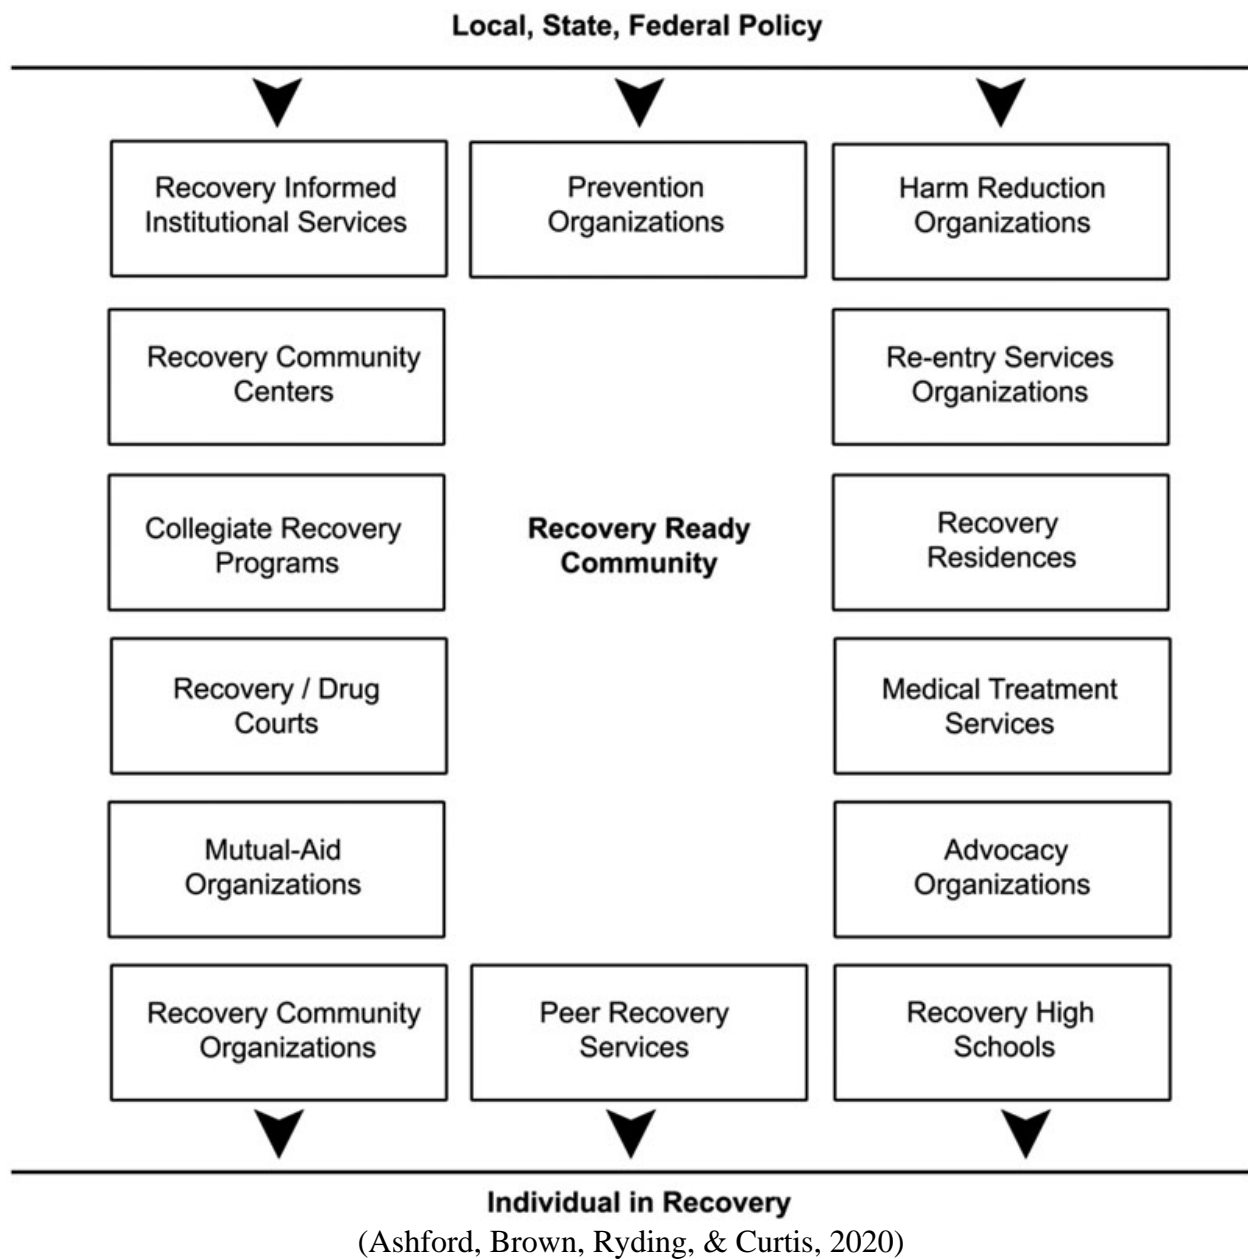 Local, State, Federal Policy
Recovery Informed
Institutional Services
Prevention
Organizations
Harm Reduction
Organizations
Recovery Community
Centers
Re-entry Services
Organizations
Collegiate Recovery
Programs
Recovery Ready
Community
Recovery
Residences
Recovery / Drug
Courts
Medical Treatment
Services
Mutual-Aid
Organizations
Advocacy
Organizations
Recovery Community
Organizations
Peer Recovery
Services
Recovery High
Schools
Individual in Recovery
(Ashford, Brown, Ryding, & Curtis, 2020)